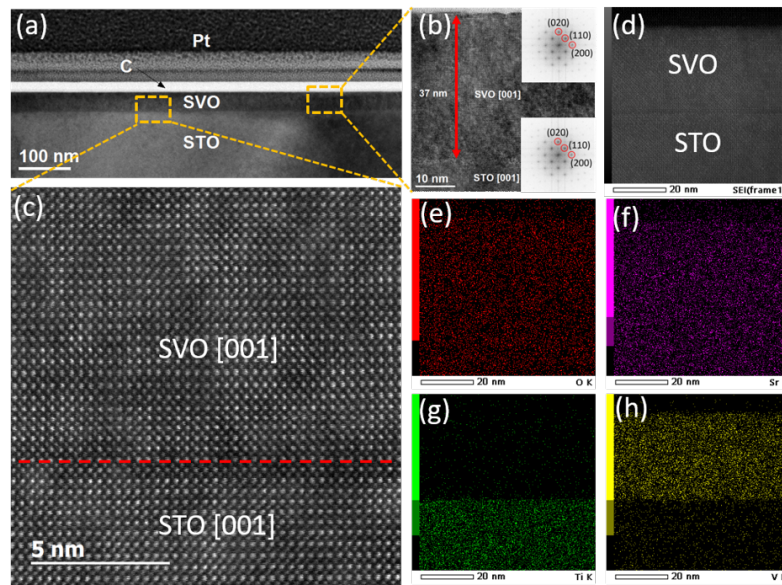 (a)
Pt
C
SVO
STO
100 nm
(b)
37 nm
SVO [001]
STO [001]
10 nm
(020)
(110)
(200)
(020)
(110)
(200)
(c)
SVO [001]
STO [001]
5 nm
(d)
SVO
STO
20 nm
SEI(frame1
(e)
20 nm
O K
(f)
20 nm
Sr
(g)
20 nm
Ti K
(h)
20 nm
V